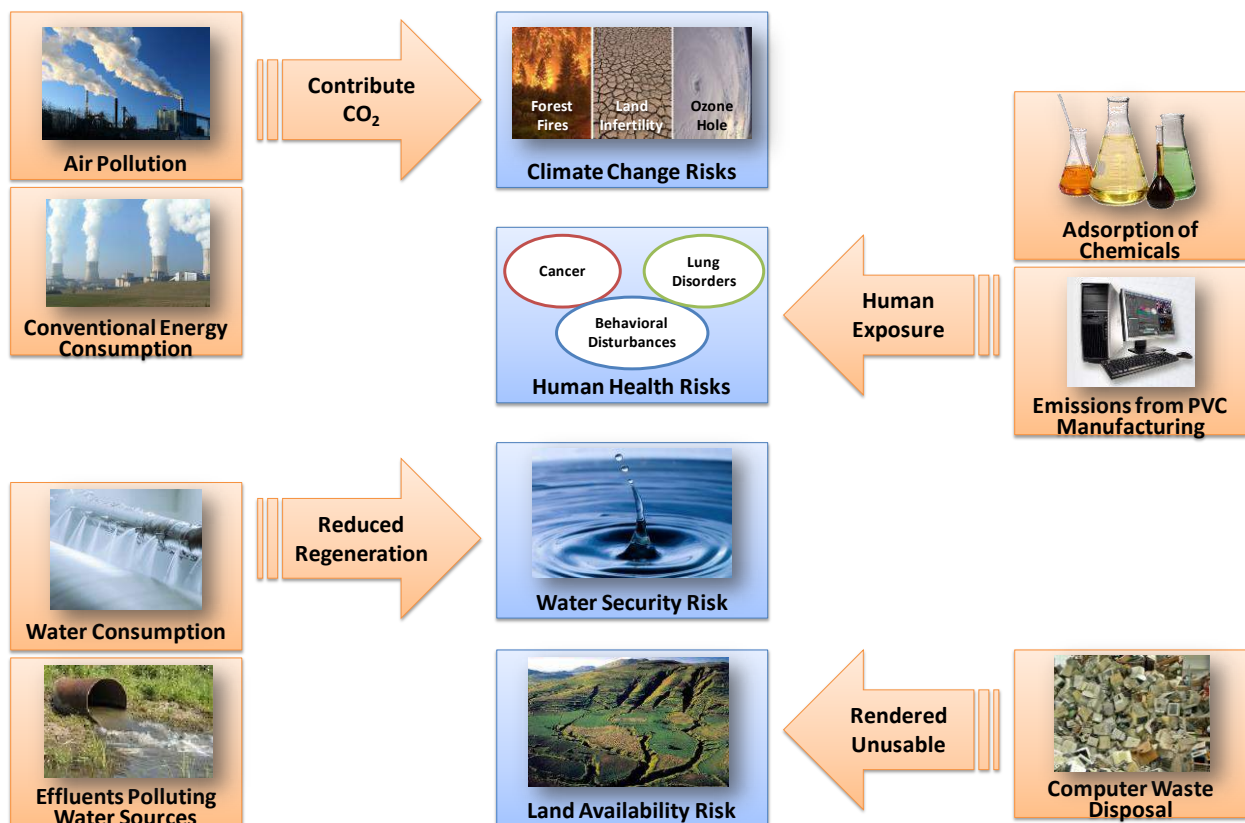 Air Pollution
Contribute
CO₂
Forest
Fires
Land
Infertility
Ozone
Hole
Climate Change Risks
Conventional Energy
Consumption
Adsorption of
Chemicals
Cancer
Lung
Disorders
Behavioral
Disturbances
Human Health Risks
Human
Exposure
Emissions from PVC
Manufacturing
Water Consumption
Reduced
Regeneration
Water Security Risk
Effluents Polluting
Water Sources
Land Availability Risk
Rendered
Unusable
Computer Waste
Disposal